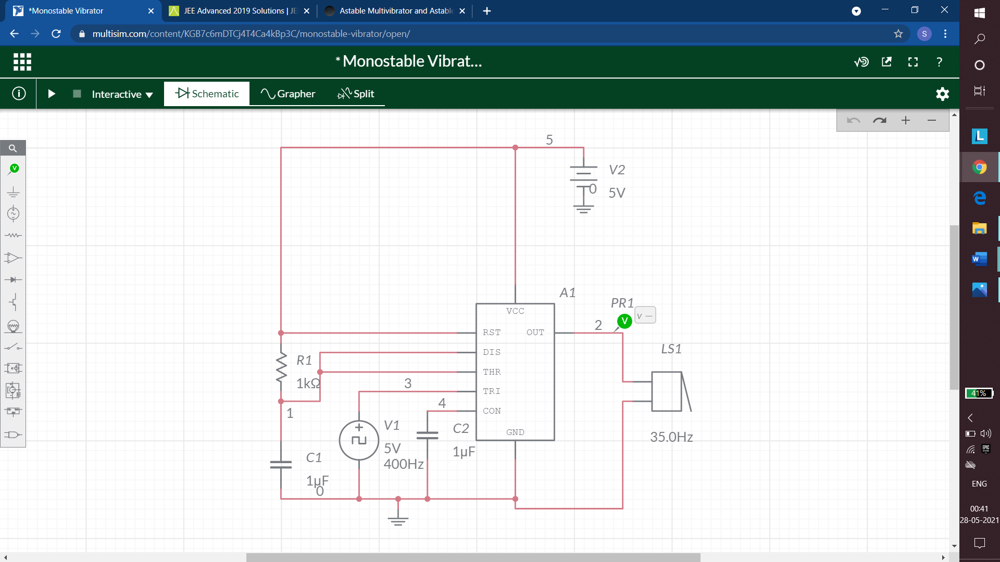 *Monostable Vibrator
JEE Advanced 2019 Solutions | JE
Astable Multivibrator and Astable
multisim.com/content/KGB7c6mDTCj4T4Ca4kBp3C/monostable-vibrator/open/
S
* Monostable Vibrat...
?
Interactive
Schematic
Grapher
Split
5
V2
0
5V
A1
PR1
V
v —
VCC
RST
OUT
2
DIS
THR
TRI
CON
GND
LS1
35.0Hz
R1
1kΩ
3
4
1
V1
5V
400Hz
C2
1µF
C1
1µF
0
V
L
W
41%
EPIC
GAMES
ENG
00:41
28-05-2021